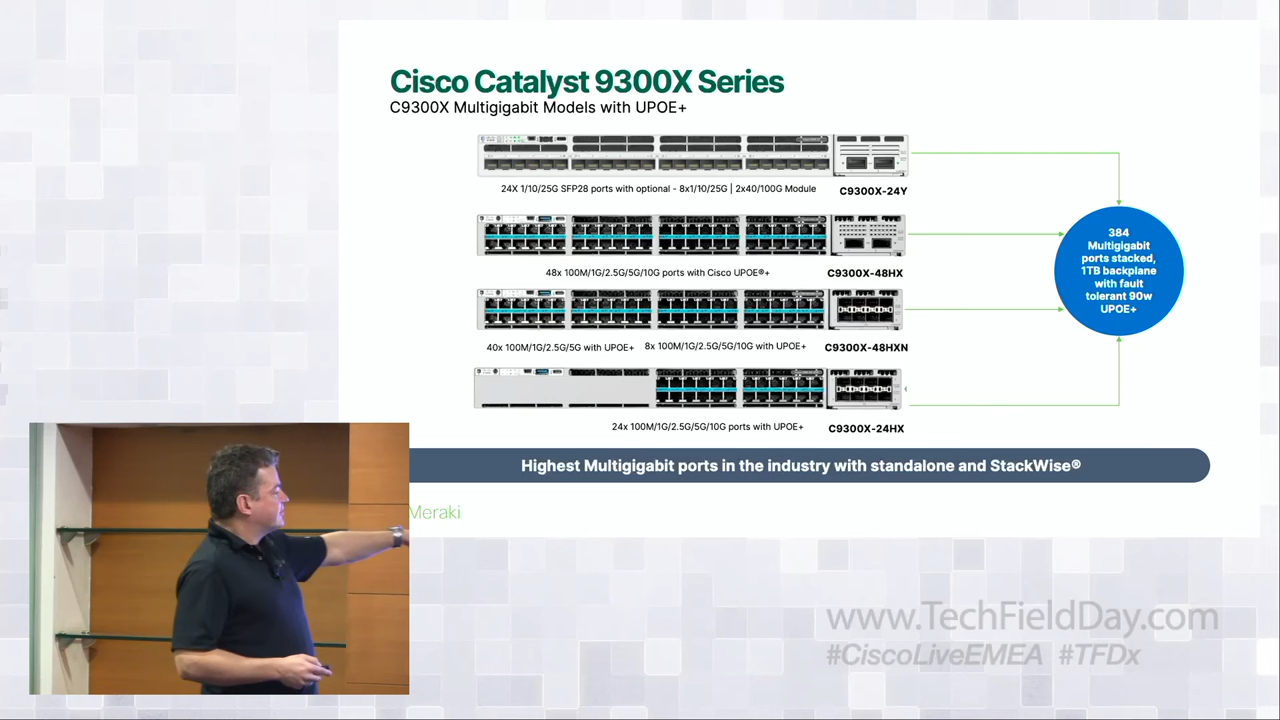 Cisco Catalyst 9300X Series
C9300X Multigigabit Models with UPOE+
24X 1/10/25G SFP28 ports with optional - 8x1/10/25G | 2x40/100G Module
C9300X-24Y
48x 100M/1G/2.5G/5G/10G ports with Cisco UPOE®+
C9300X-48HX
40x 100M/1G/2.5G/5G with UPOE+
8x 100M/1G/2.5G/5G/10G with UPOE+
C9300X-48HXN
24x 100M/1G/2.5G/5G/10G ports with UPOE+
C9300X-24HX
384
Multigigabit
ports stacked,
1TB backplane
with fault
tolerant 90w
UPOE+
Highest Multigigabit ports in the industry with standalone and StackWise®
Meraki
www.TechFieldDay.com
#CiscoLiveEMEA #TFDx